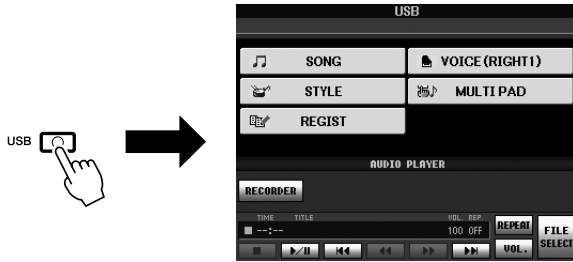 USB
USB
SONG
VOICE(RIGHT1)
STYLE
MULTI PAD
REGIST
AUDIO PLAYER
RECORDER
TIME TITLE VOL. REP.
--:-- 100 OFF
REPEAT
FILE SELECT
VOL.